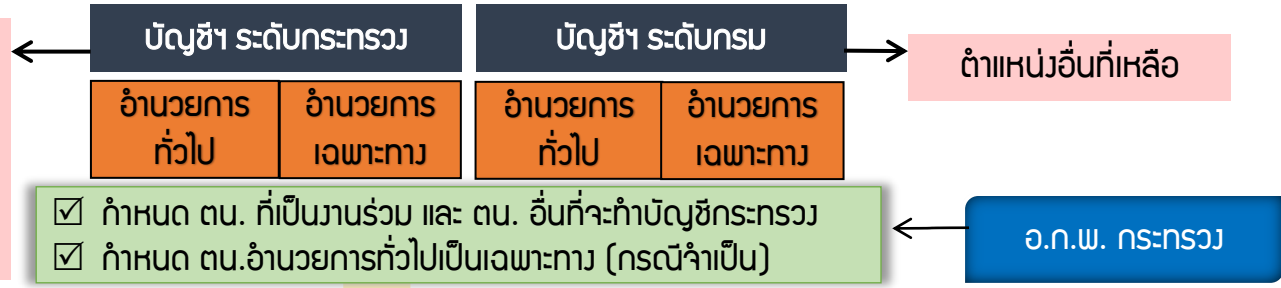 บัญชีฯ ระดับกระทรวง
บัญชีฯ ระดับกรม
ตำแหน่งอื่นที่เหลือ
อำนวยการ
ทั่วไป
อำนวยการ
เฉพาะทาง
อำนวยการ
ทั่วไป
อำนวยการ
เฉพาะทาง
☑ กำหนด ตน. ที่เป็นงานร่วม และ ตน. อื่นที่จะทำบัญชีกระทรวง
☑ กำหนด ตน.อำนวยการทั่วไปเป็นเฉพาะทาง (กรณีจำเป็น)
อ.ก.พ. กระทรวง